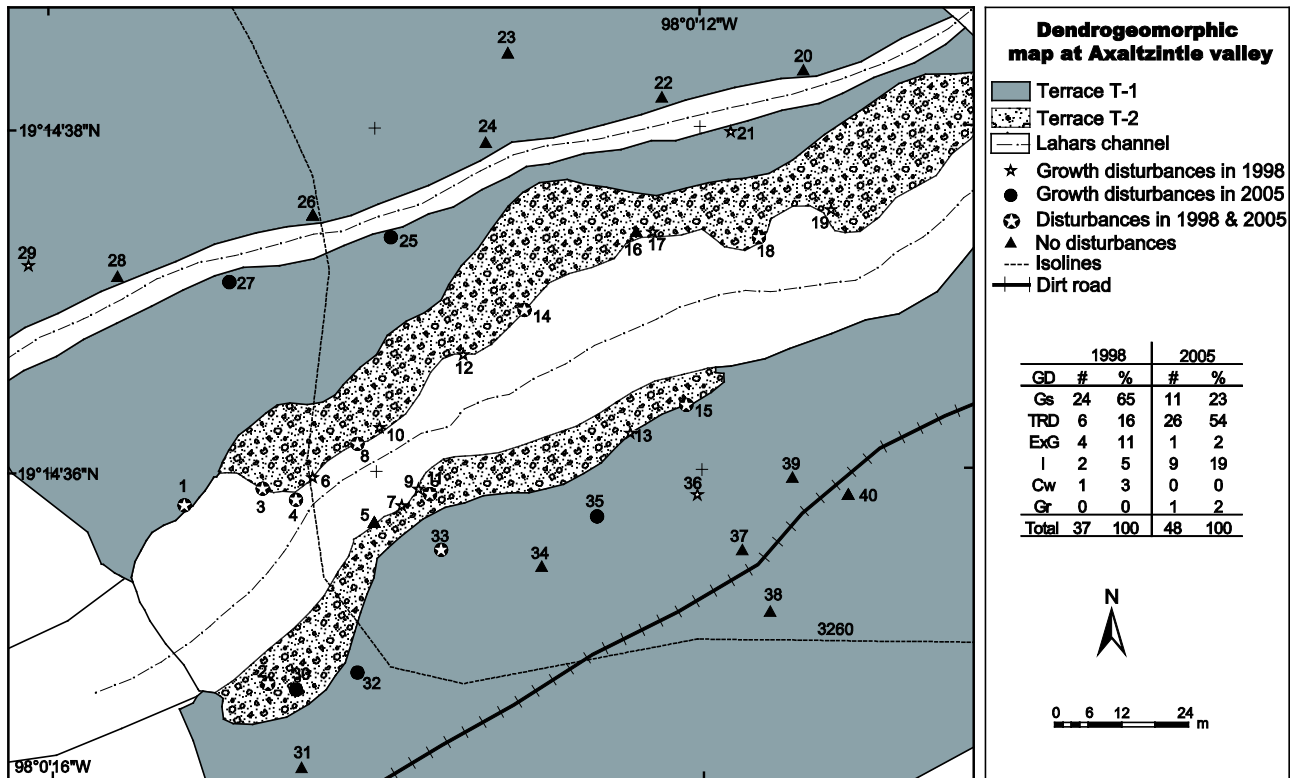 98°0'12"W
23
20
22
21
19°14'38"N
24
26
25
29
28
27
19
16 17
18
14
12
15
10
13
8
19°14'36"N
6
9
11
39
1
3
4
7
36
40
5
35
33
37
34
38
3260
2
30
32
31
98°0'16"W
Dendrogeomorphic
map at Axaltzintle valley
Terrace T-1
Terrace T-2
Lahars channel
Growth disturbances in 1998
Growth disturbances in 2005
Disturbances in 1998 & 2005
No disturbances
Isolines
Dirt road
1998 2005
GD # % # %
Gs 24 65 11 23
TRD 6 16 26 54
ExG 4 11 1 2
I 2 5 9 19
Cw 1 3 0 0
Gr 0 0 1 2
Total 37 100 48 100
N
0 6 12 24 m